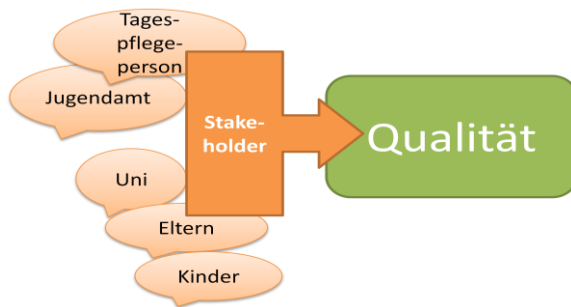 Tages-
pflege-
person
Jugendamt
Uni
Eltern
Kinder
Stake-
holder
Qualität